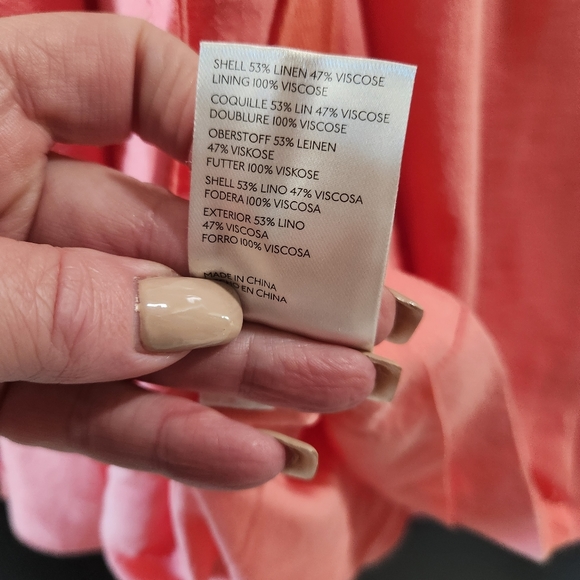 SHELL 53% LINEN 47% VISCOSE
LINING 100% VISCOSE
COQUILLE 53% LIN 47% VISCOSE
DOUBLURE 100% VISCOSE
OBERSTOFF 53% LEINEN
47% VISKOSE
FUTTER 100% VISKOSE
SHELL 53% LINO 47% VISCOSA
FODERA 100% VISCOSA
EXTERIOR 53% LINO
47% VISCOSA
FORRO 100% VISCOSA
MADE IN CHINA
EN CHINA